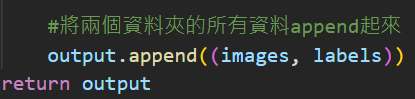 #將兩個資料夾的所有資料append起來
output.append((images, labels))
return output